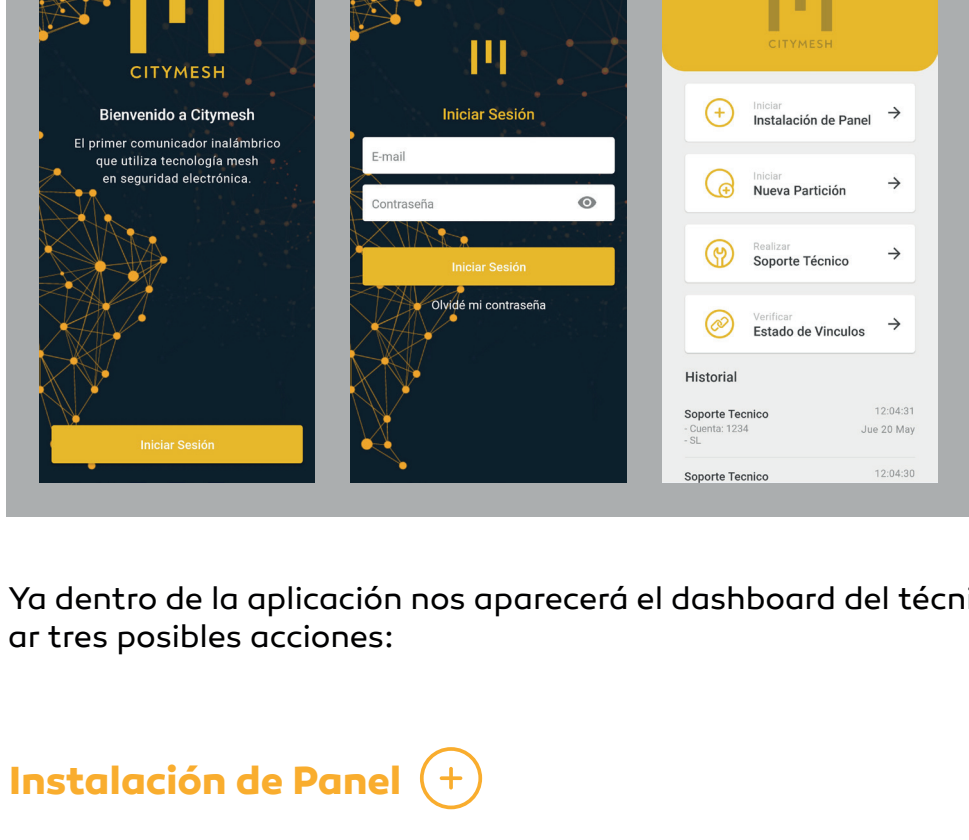 CITYMESH
Bienvenido a Citymesh
El primer comunicador inalámbrico
que utiliza tecnología mesh
en seguridad electrónica.
Iniciar Sesión
Iniciar Sesión
E-mail
Contraseña
Iniciar Sesión
Olvidé mi contraseña
CITYMESH
Iniciar
Instalación de Panel
Iniciar
Nueva Partición
Realizar
Soporte Técnico
Verificar
Estado de Vinculos
Historial
Soporte Tecnico 12:04:31
- Cuenta: 1234 Jue 20 May
- SL
Soporte Tecnico 12:04:30
Ya dentro de la aplicación nos aparecerá el dashboard del técni
ar tres posibles acciones:
Instalación de Panel